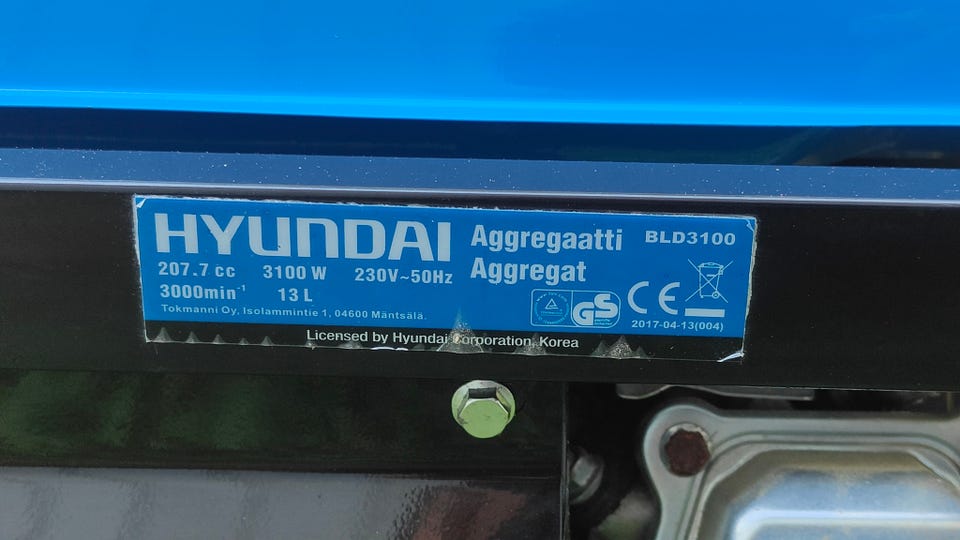 HYUNDAI Aggregaatti BLD3100
Aggregat
207.7 cc 3100 W 230V~50Hz
3000min⁻¹ 13 L
Tokmanni Oy, Isolammintie 1, 04600 Mäntsälä.
GS
CE
2017-04-13(004)
Licensed by Hyundai Corporation, Korea